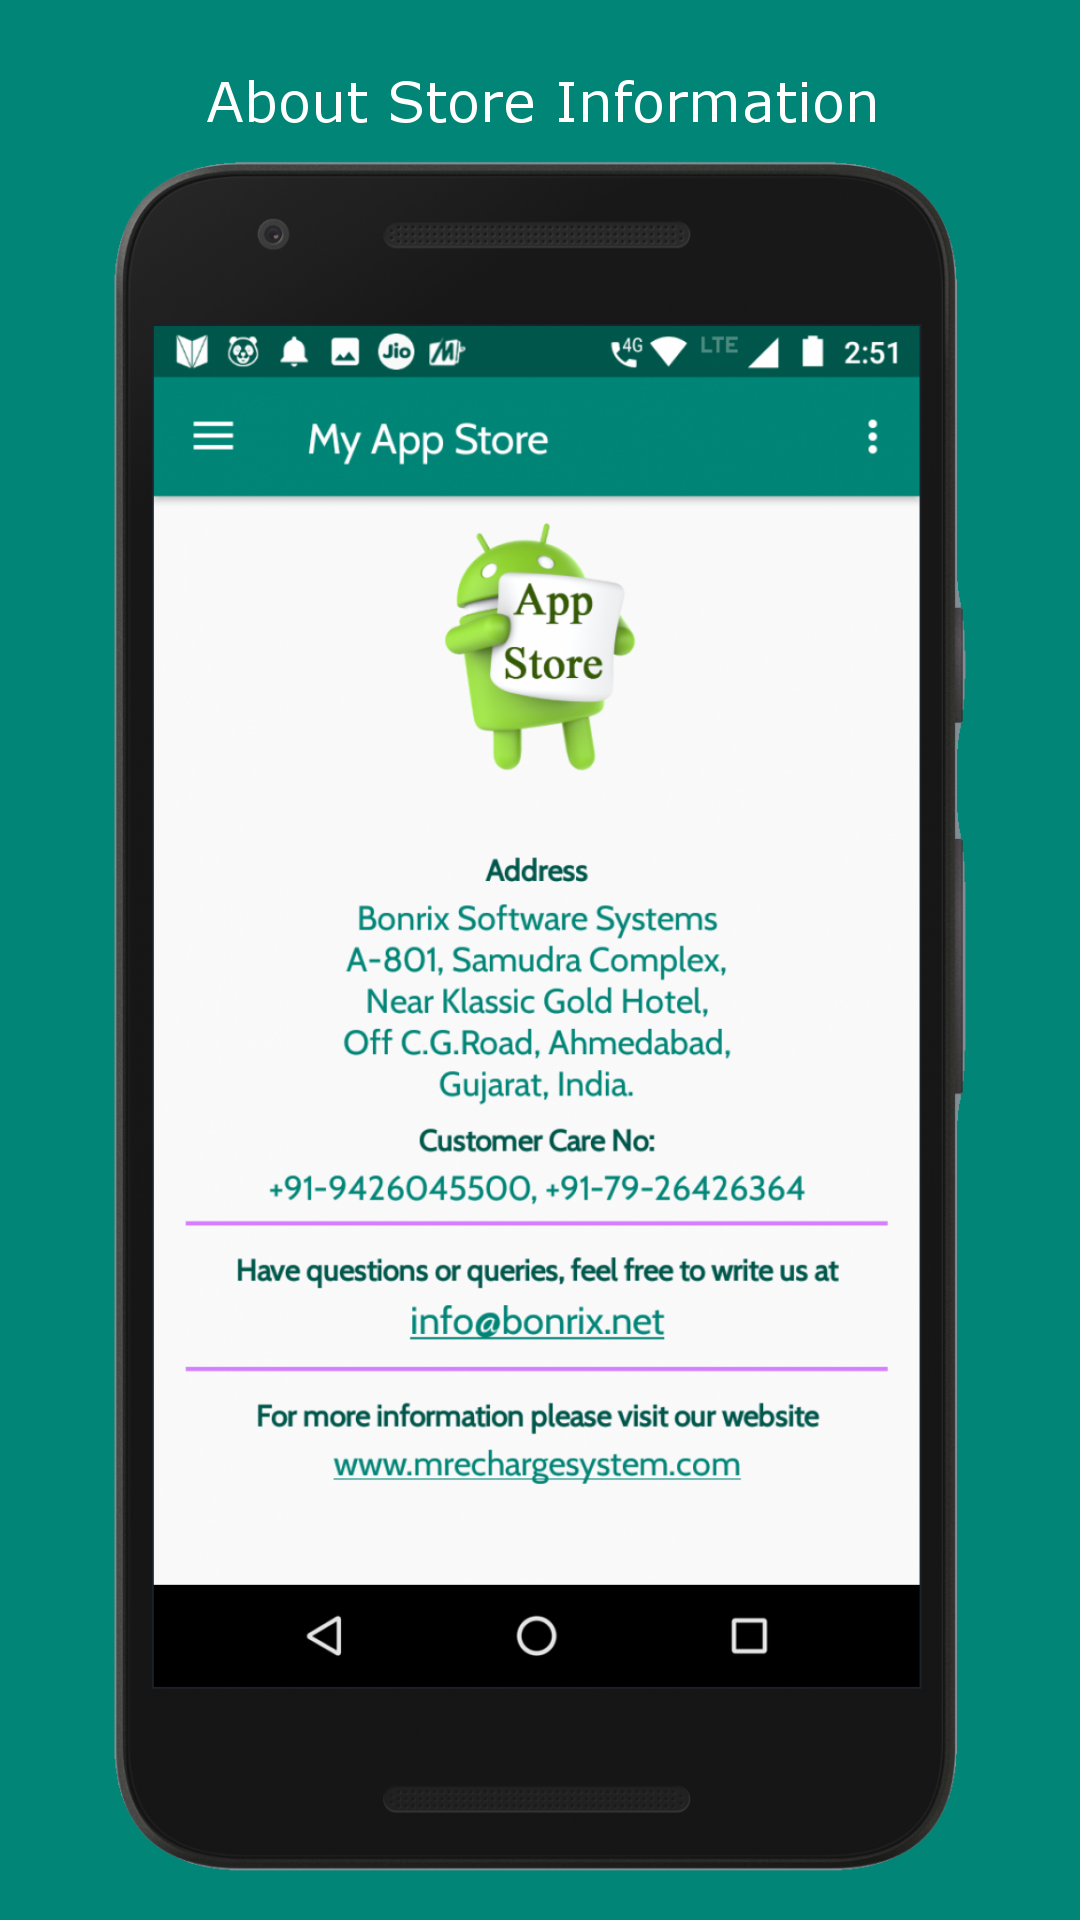 About Store Information
Jio
4G
LTE
2:51
My App Store
App
Store
Address
Bonrix Software Systems
A-801, Samudra Complex,
Near Klassic Gold Hotel,
Off C.G.Road, Ahmedabad,
Gujarat, India.
Customer Care No:
+91-9426045500, +91-79-26426364
Have questions or queries, feel free to write us at
info@bonrix.net
For more information please visit our website
www.mrechargesystem.com